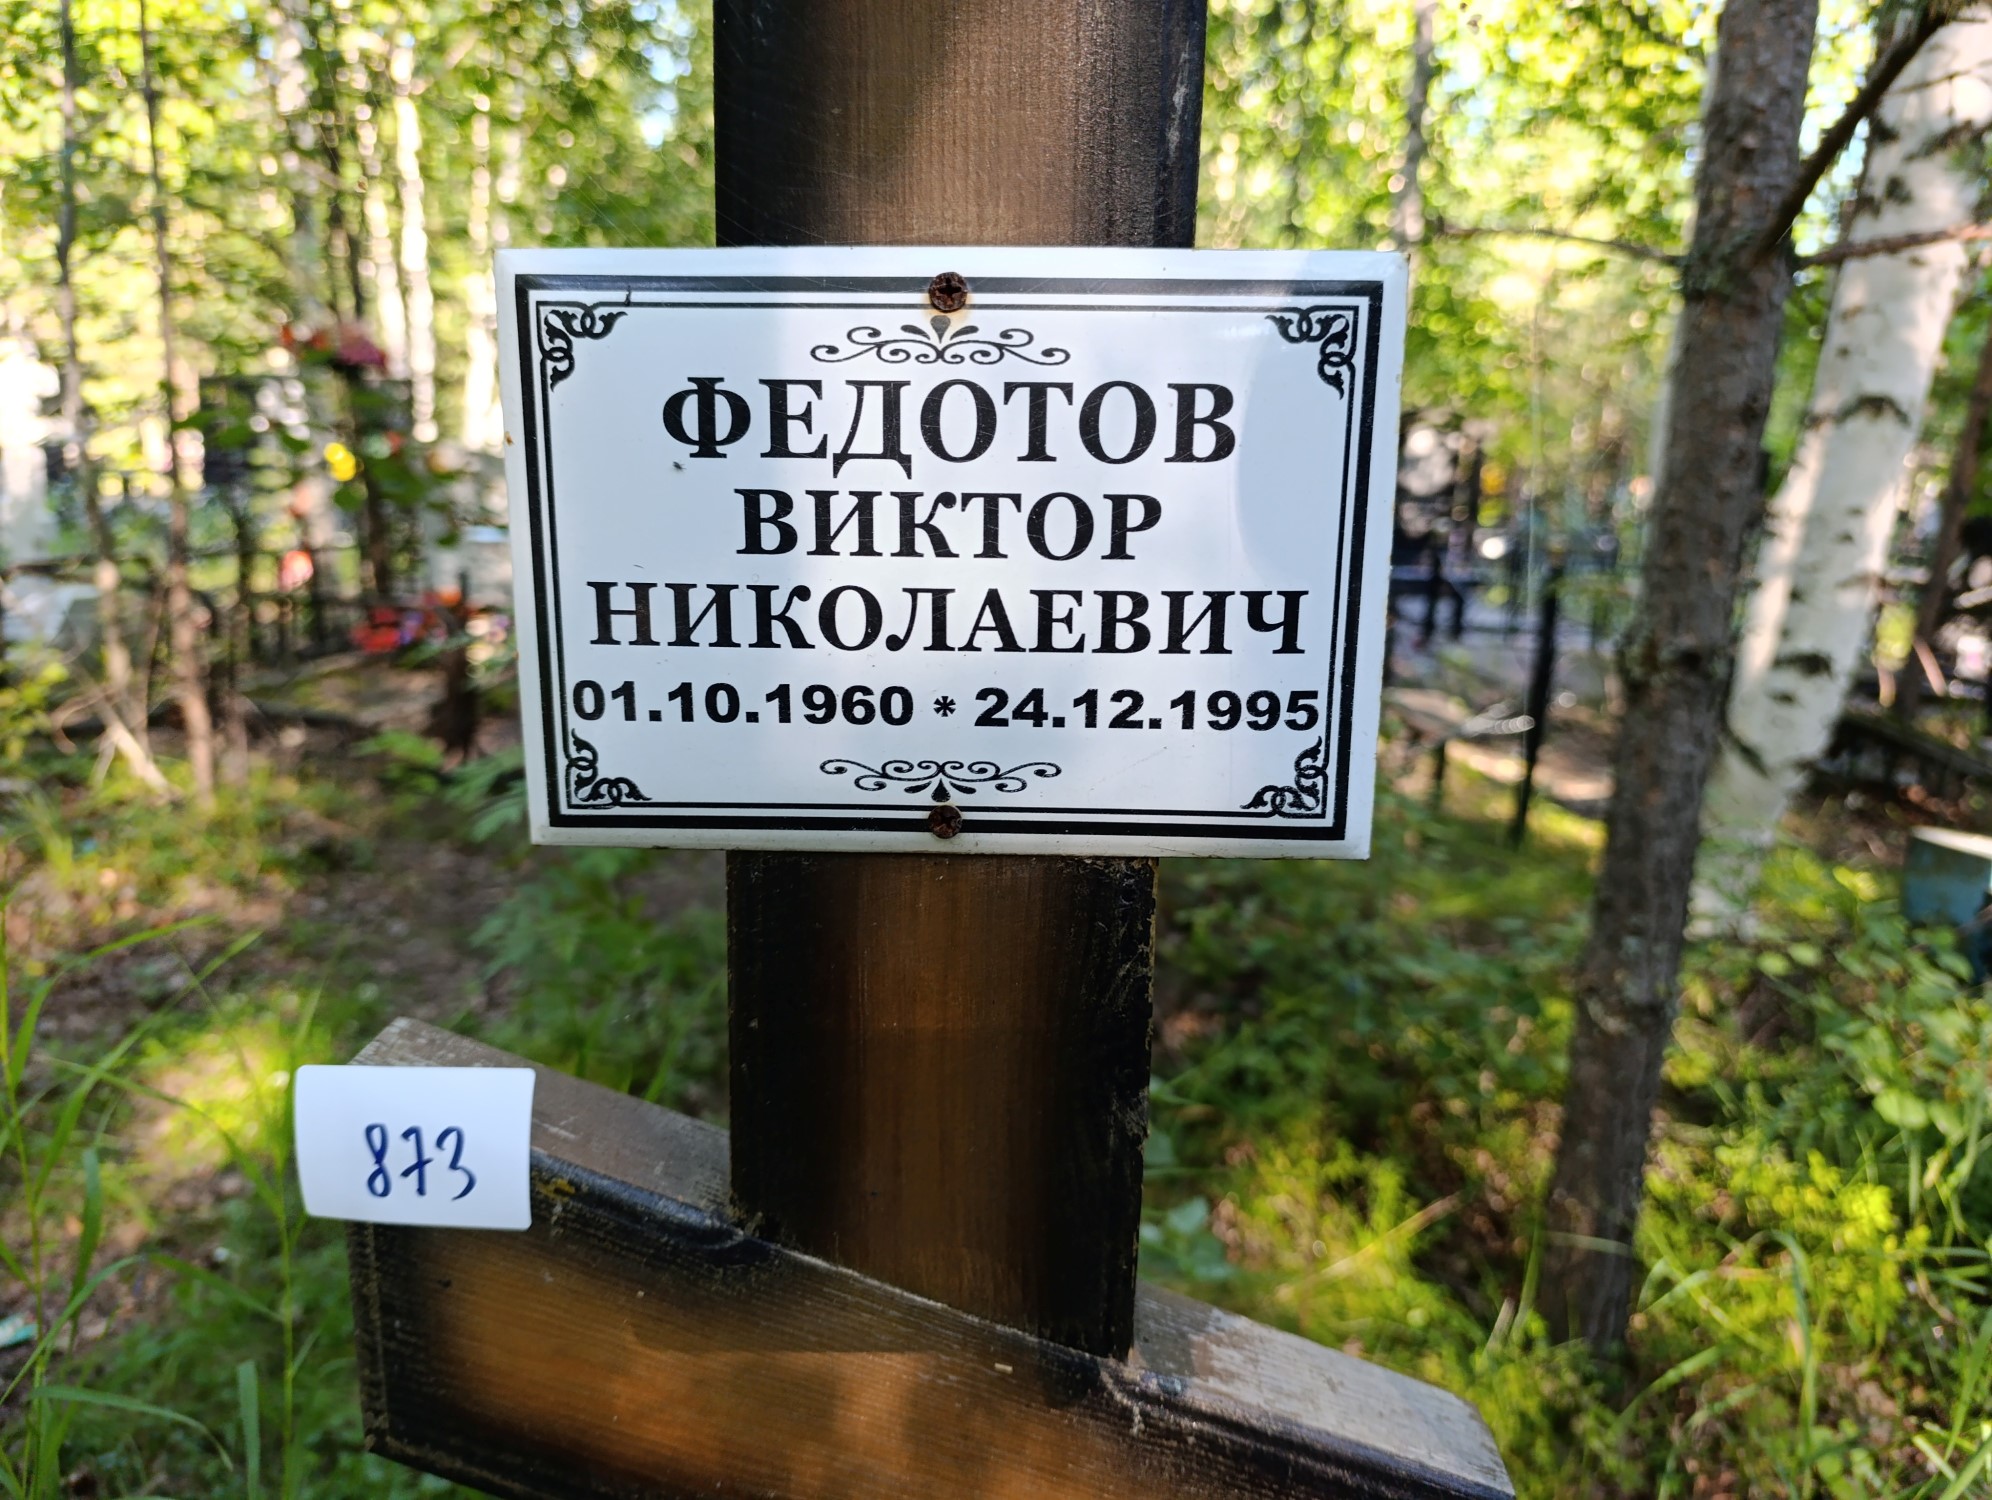 ФЕДОТОВ
ВИКТОР
НИКОЛАЕВИЧ
01.10.1960 * 24.12.1995
873